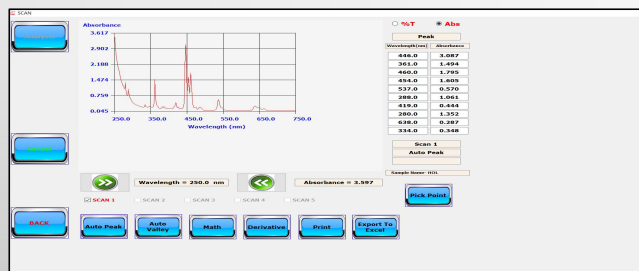 SCAN
Absorbance
3.617
2.902
2.188
1.474
0.759
0.045
250.0 350.0 450.0 550.0 650.0 750.0
Wavelength (nm)
%T Abs
Peak
Wavelength(nm) Absorbance
446.0 3.087
361.0 1.494
460.0 1.795
454.0 1.605
537.0 0.570
288.0 1.061
419.0 0.444
280.0 1.352
638.0 0.287
334.0 0.348
Scan 1
Auto Peak
Sample Name HOL
Wavelength = 250.0 nm Absorbance = 3.597
SCAN 1 SCAN 2 SCAN 3 SCAN 4 SCAN 5
Pick Point
BACK Auto Peak Auto Valley Math Derivative Print Export To Excel